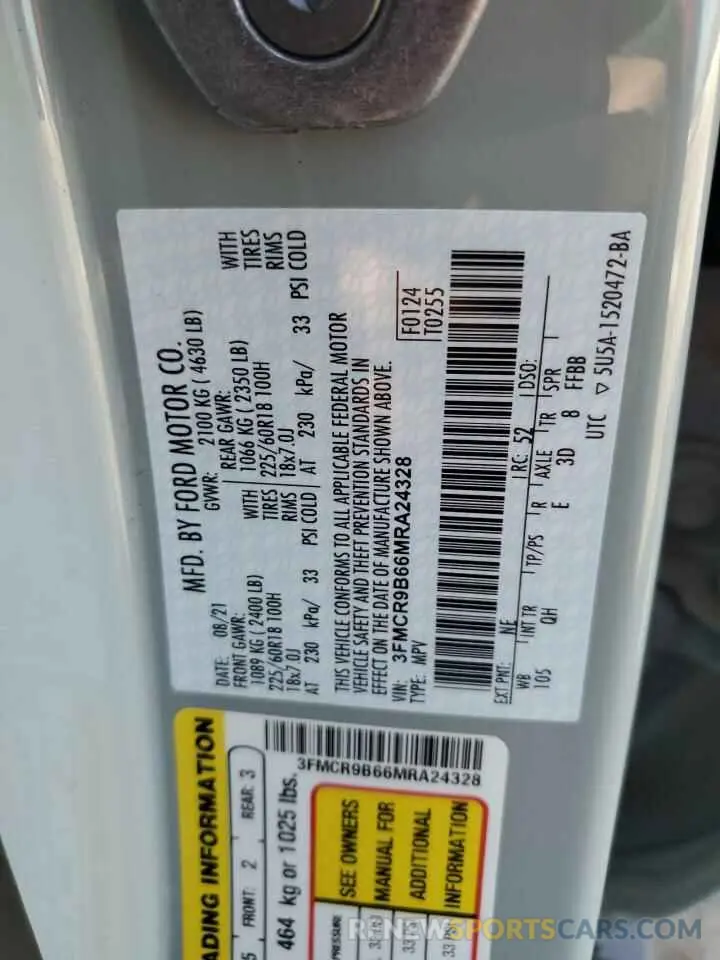 MFD. BY FORD MOTOR CO.
DATE: 08/21 GVWR: 2100 KG ( 4630 LB)
FRONT GAWR: REAR GAWR:
1089 KG ( 2400 LB) WITH 1066 KG ( 2350 LB) WITH
225/60R18 100H TIRES 225/60R18 100H TIRES
18x7.0J RIMS 18x7.0J RIMS
AT 230 kPa/ 33 PSI COLD AT 230 kPa/ 33 PSI COLD
THIS VEHICLE CONFORMS TO ALL APPLICABLE FEDERAL MOTOR
VEHICLE SAFETY AND THEFT PREVENTION STANDARDS IN
EFFECT ON THE DATE OF MANUFACTURE SHOWN ABOVE.
VIN: 3FMCR9B66MRA24328 F0124
TYPE: MPV T0255
EXT PNT: NE RC: 52 DSO:
WB INT TR TP/PS R AXLE TR SPR
105 QH E 3D 8 FFBB
UTC ▽ 5U5A-1520472-BA
ADING INFORMATION
5 FRONT: 2 REAR: 3
464 kg or 1025 lbs.
3FMCR9B66MRA24328
PRESSURE
33
33 PS
SEE OWNERS
MANUAL FOR
ADDITIONAL
INFORMATION
RENEWSPORTSCARS.COM